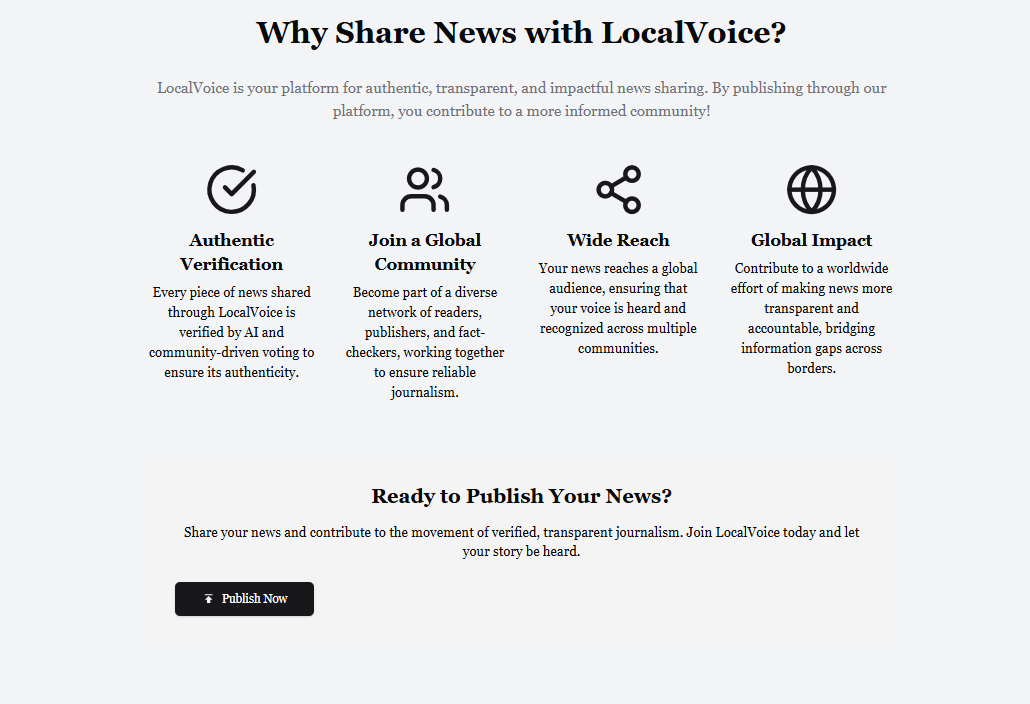 Why Share News with LocalVoice?
LocalVoice is your platform for authentic, transparent, and impactful news sharing. By publishing through our
platform, you contribute to a more informed community!
Authentic
Verification
Every piece of news shared
through LocalVoice is
verified by AI and
community-driven voting to
ensure its authenticity.
Join a Global
Community
Become part of a diverse
network of readers,
publishers, and fact-
checkers, working together
to ensure reliable
journalism.
Wide Reach
Your news reaches a global
audience, ensuring that
your voice is heard and
recognized across multiple
communities.
Global Impact
Contribute to a worldwide
effort of making news more
transparent and
accountable, bridging
information gaps across
borders.
Ready to Publish Your News?
Share your news and contribute to the movement of verified, transparent journalism. Join LocalVoice today and let
your story be heard.
Publish Now